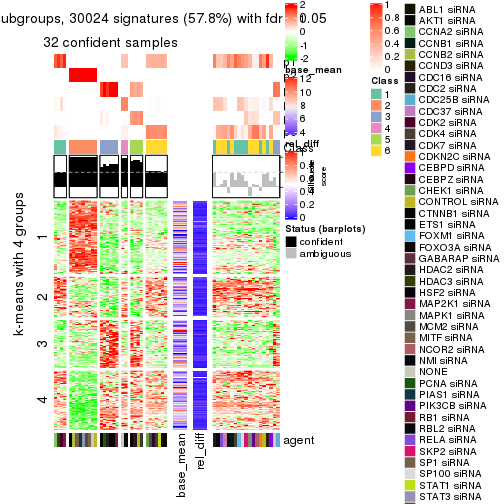 ubgroups, 30024 signatures (57.8%) with fdr 0.05
32 confident samples
1
0.8
0.6
0.4
0.2
0
Class
1
2
3
4
5
6
2
1
0
-1
-2
base_mean
12
10
8
6
4
rel_diff
Class
1
0.8
0.6
0.4
0.2
0
Status (barplots)
confident
ambiguous
k-means with 4 groups
1
2
3
4
base_mean
rel_diff
agent
ABL1 siRNA
AKT1 siRNA
CCNA2 siRNA
CCNB1 siRNA
CCNB2 siRNA
CCND3 siRNA
CDC16 siRNA
CDC2 siRNA
CDC25B siRNA
CDC37 siRNA
CDK2 siRNA
CDK4 siRNA
CDK7 siRNA
CDKN2C siRNA
CEBPD siRNA
CEBPZ siRNA
CHEK1 siRNA
CONTROL siRNA
CTNNB1 siRNA
ETS1 siRNA
FOXM1 siRNA
FOXO3A siRNA
GABARAP siRNA
HDAC2 siRNA
HDAC3 siRNA
HSF2 siRNA
MAP2K1 siRNA
MAPK1 siRNA
MCM2 siRNA
MITF siRNA
NCOR2 siRNA
NMI siRNA
NONE
PCNA siRNA
PIAS1 siRNA
PIK3CB siRNA
RB1 siRNA
RBL2 siRNA
RELA siRNA
SKP2 siRNA
SP1 siRNA
SP100 siRNA
STAT1 siRNA
STAT3 siRNA